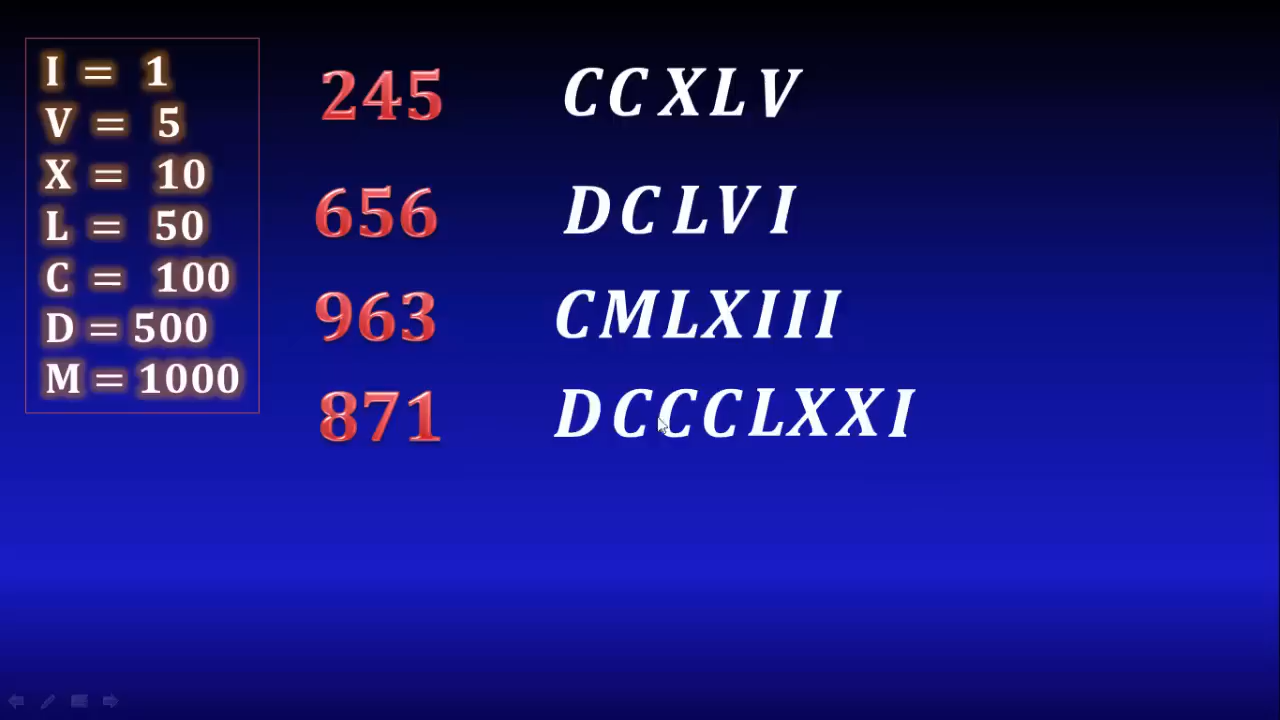 I = 1
V = 5
X = 10
L = 50
C = 100
D = 500
M = 1000
245 CCXLV
656 DCLVI
963 CMLXIII
871 DCCCLXXI